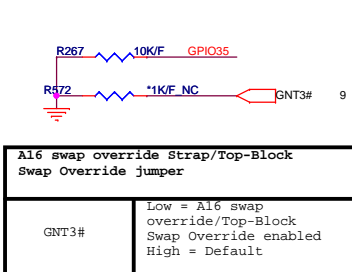 R267 10K/F GPIO35
R572 *1K/F_NC GNT3# 9
A16 swap override Strap/Top-Block
Swap Override jumper
GNT3#
Low = A16 swap
override/Top-Block
Swap Override enabled
High = Default